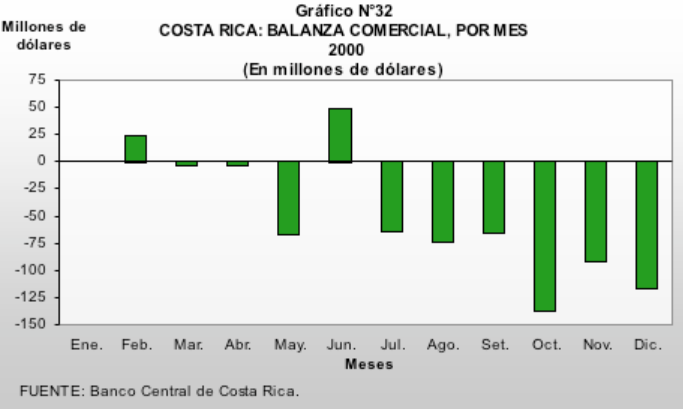 Gráfico N°32
COSTA RICA: BALANZA COMERCIAL, POR MES
2000
(En millones de dólares)
Millones de
dólares
75
50
25
0
-25
-50
-75
-100
-125
-150
Ene. Feb. Mar. Abr. May. Jun. Jul. Ago. Set. Oct. Nov. Dic.
Meses
FUENTE: Banco Central de Costa Rica.